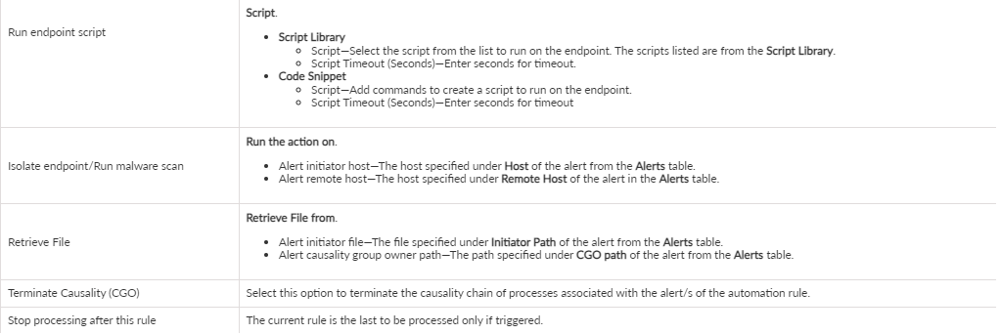 Run endpoint script
Script.
Script Library
Script—Select the script from the list to run on the endpoint. The scripts listed are from the Script Library.
Script Timeout (Seconds)—Enter seconds for timeout.
Code Snippet
Script—Add commands to create a script to run on the endpoint.
Script Timeout (Seconds)—Enter seconds for timeout
Isolate endpoint/Run malware scan
Run the action on.
Alert initiator host—The host specified under Host of the alert from the Alerts table.
Alert remote host—The host specified under Remote Host of the alert in the Alerts table.
Retrieve File
Retrieve File from.
Alert initiator file—The file specified under Initiator Path of the alert from the Alerts table.
Alert causality group owner path—The path specified under CGO path of the alert from the Alerts table.
Terminate Causality (CGO)
Select this option to terminate the causality chain of processes associated with the alert/s of the automation rule.
Stop processing after this rule
The current rule is the last to be processed only if triggered.